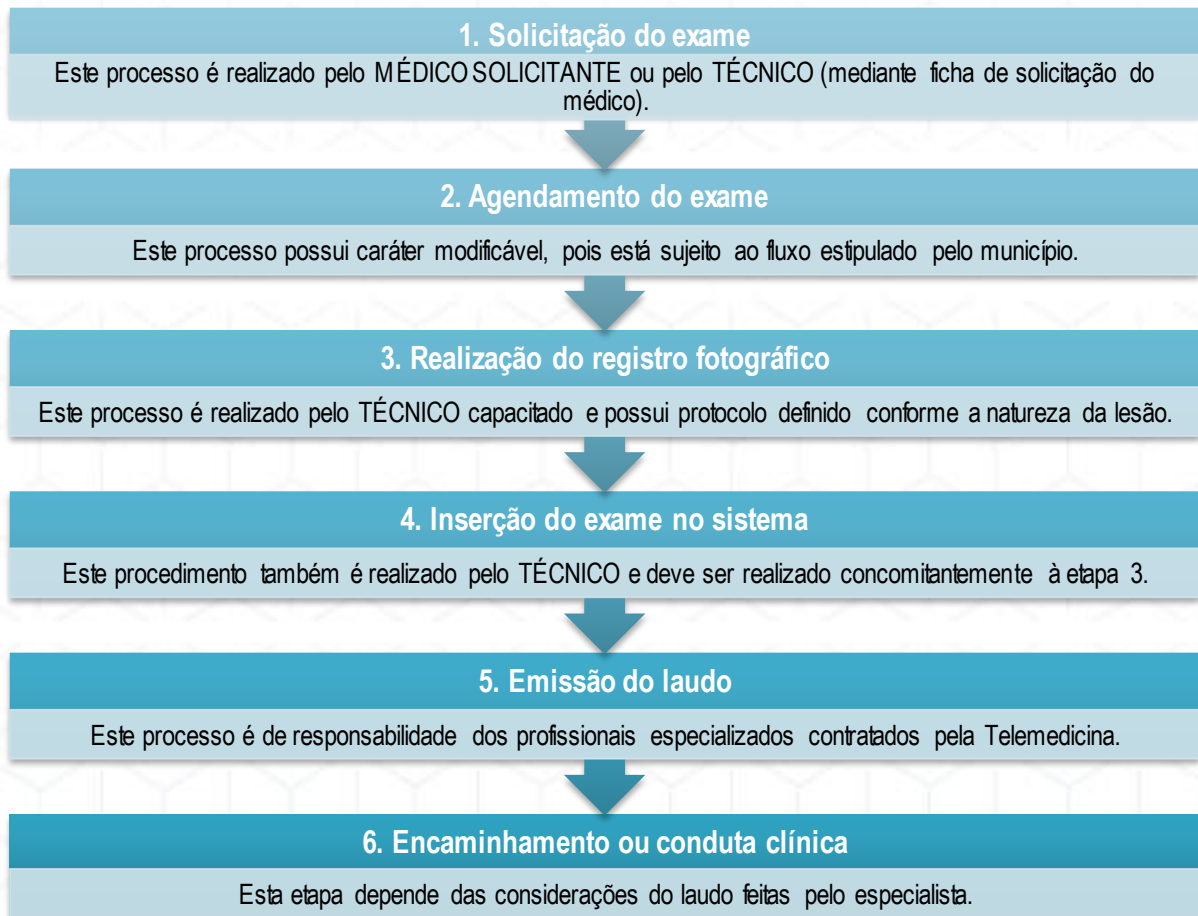 1. Solicitação do exame
Este processo é realizado pelo MÉDICO SOLICITANTE ou pelo TÉCNICO (mediante ficha de solicitação do
médico).
2. Agendamento do exame
Este processo possui caráter modificável, pois está sujeito ao fluxo estipulado pelo município.
3. Realização do registro fotográfico
Este processo é realizado pelo TÉCNICO capacitado e possui protocolo definido conforme a natureza da lesão.
4. Inserção do exame no sistema
Este procedimento também é realizado pelo TÉCNICO e deve ser realizado concomitantemente à etapa 3.
5. Emissão do laudo
Este processo é de responsabilidade dos profissionais especializados contratados pela Telemedicina.
6. Encaminhamento ou conduta clínica
Esta etapa depende das considerações do laudo feitas pelo especialista.